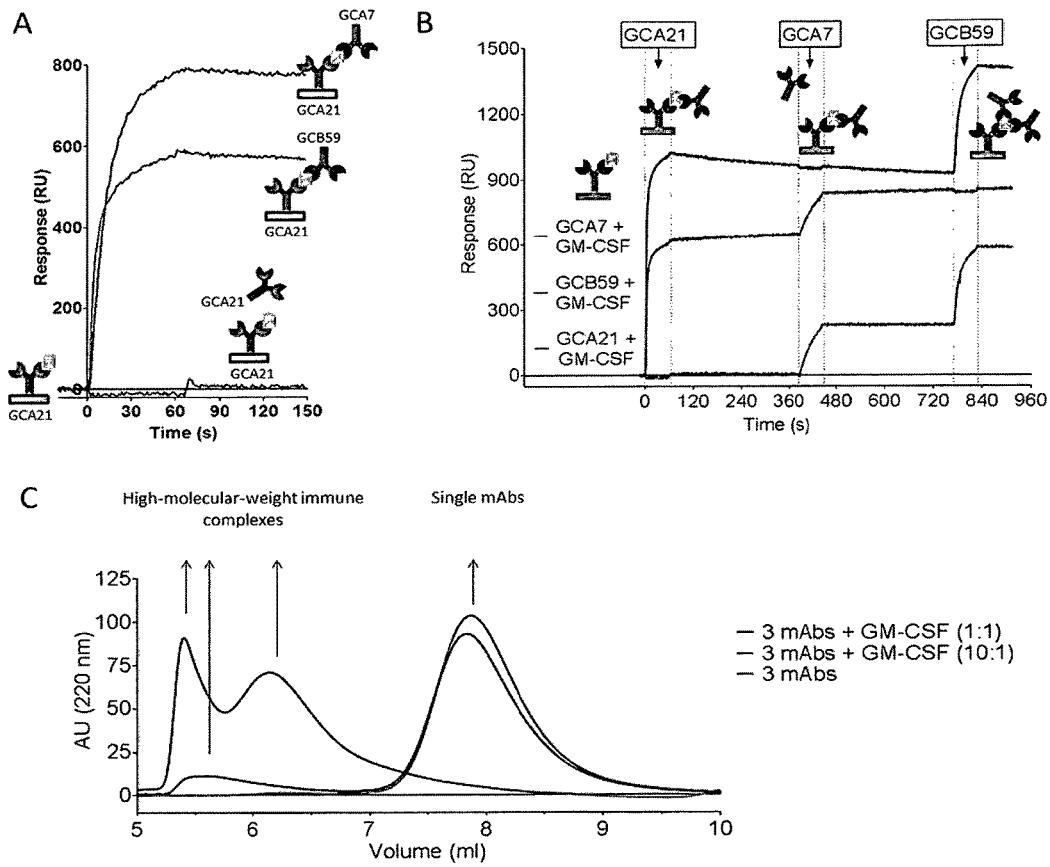 A
800
600
400
200
0
Response (RU)
0 30 60 90 120 150
Time (s)
GCA7
GCA21
GCB59
GCA21
GCA21
GCA21
GCA21
B
GCA21
GCA7
GCB59
1500
1200
900
600
300
0
Response (RU)
GCA7 +
GM-CSF
GCB59 +
GM-CSF
GCA21 +
GM-CSF
0 120 240 360 480 600 720 840 960
Time (s)
C
High-molecular-weight immune
complexes
Single mAbs
125
100
75
50
25
0
AU (220 nm)
5 6 7 8 9 10
Volume (ml)
3 mAbs + GM-CSF (1:1)
3 mAbs + GM-CSF (10:1)
3 mAbs